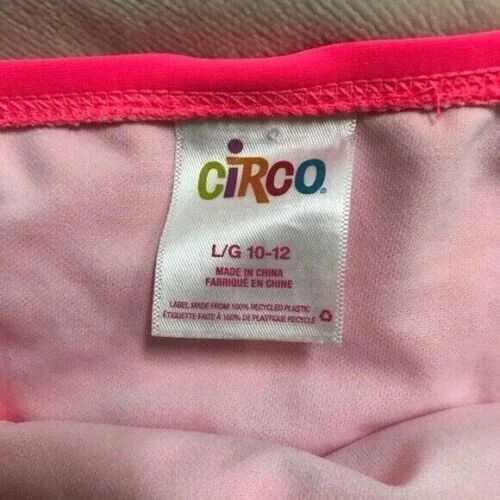 CiRCO
L/G 10-12
MADE IN CHINA
FABRIQUÉ EN CHINE
LABEL MADE FROM 100% RECYCLED PLASTIC
ÉTIQUETTE FAITE À 100% DE PLASTIQUE RECYCLÉ